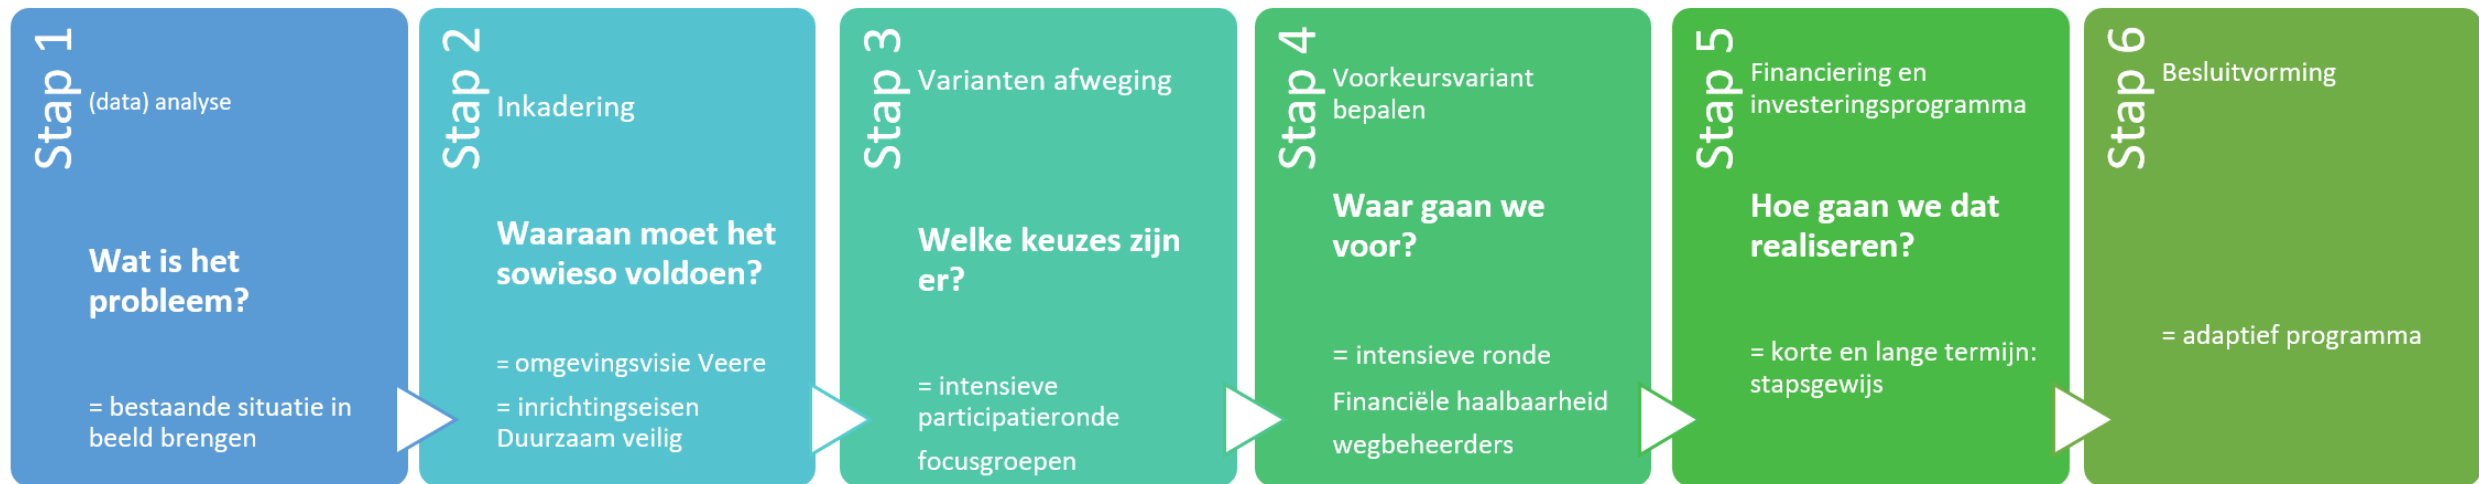 Stap 1
(data) analyse
Wat is het
probleem?
= bestaande situatie in
beeld brengen
Stap 2
Inkadering
Waaraan moet het
sowieso voldoen?
= omgevingsvisie Veere
= inrichtingseisen
Duurzaam veilig
Stap 3
Varianten afweging
Welke keuzes zijn
er?
= intensieve
participatieronde
focusgroepen
Stap 4
Voorkeursvariant
bepalen
Waar gaan we
voor?
= intensieve ronde
Financiële haalbaarheid
wegbeheerders
Stap 5
Financiering en
investeringsprogramma
Hoe gaan we dat
realiseren?
= korte en lange termijn:
stapsgewijs
Stap 6
Besluitvorming
= adaptief programma